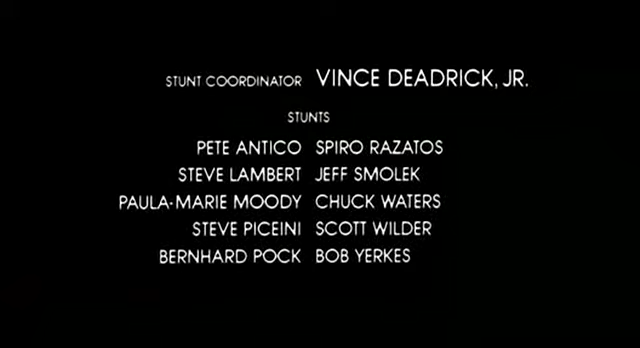 STUNT COORDINATOR VINCE DEADRICK, JR.
STUNTS
PETE ANTICO SPIRO RAZATOS
STEVE LAMBERT JEFF SMOLEK
PAULA-MARIE MOODY CHUCK WATERS
STEVE PICEINI SCOTT WILDER
BERNHARD POCK BOB YERKES